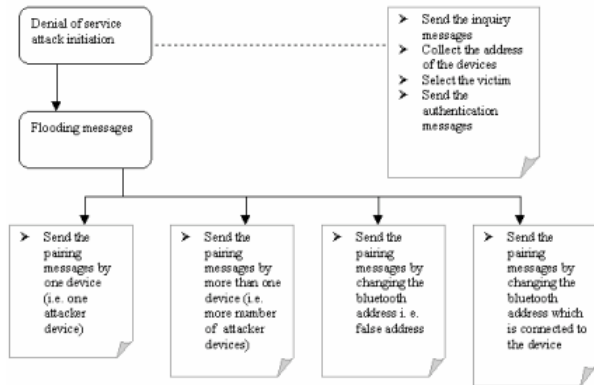 Denial of service
attack initiation
➤ Send the
inquiry
messages
➤ Collect the address
of the devices
➤ Select the victim
➤ Send the
authentication
messages
Flooding messages
➤ Send the
pairing
messages by
one device
(i.e. one
attacker
device)
➤ Send the
pairing
messages by
more than one
device (i.e.
more number
of attacker
devices)
➤ Send the
pairing
messages by
changing the
bluetooth
address i. e.
false address
➤ Send the
pairing
messages by
changing the
bluetooth
address which
is connected to
the device